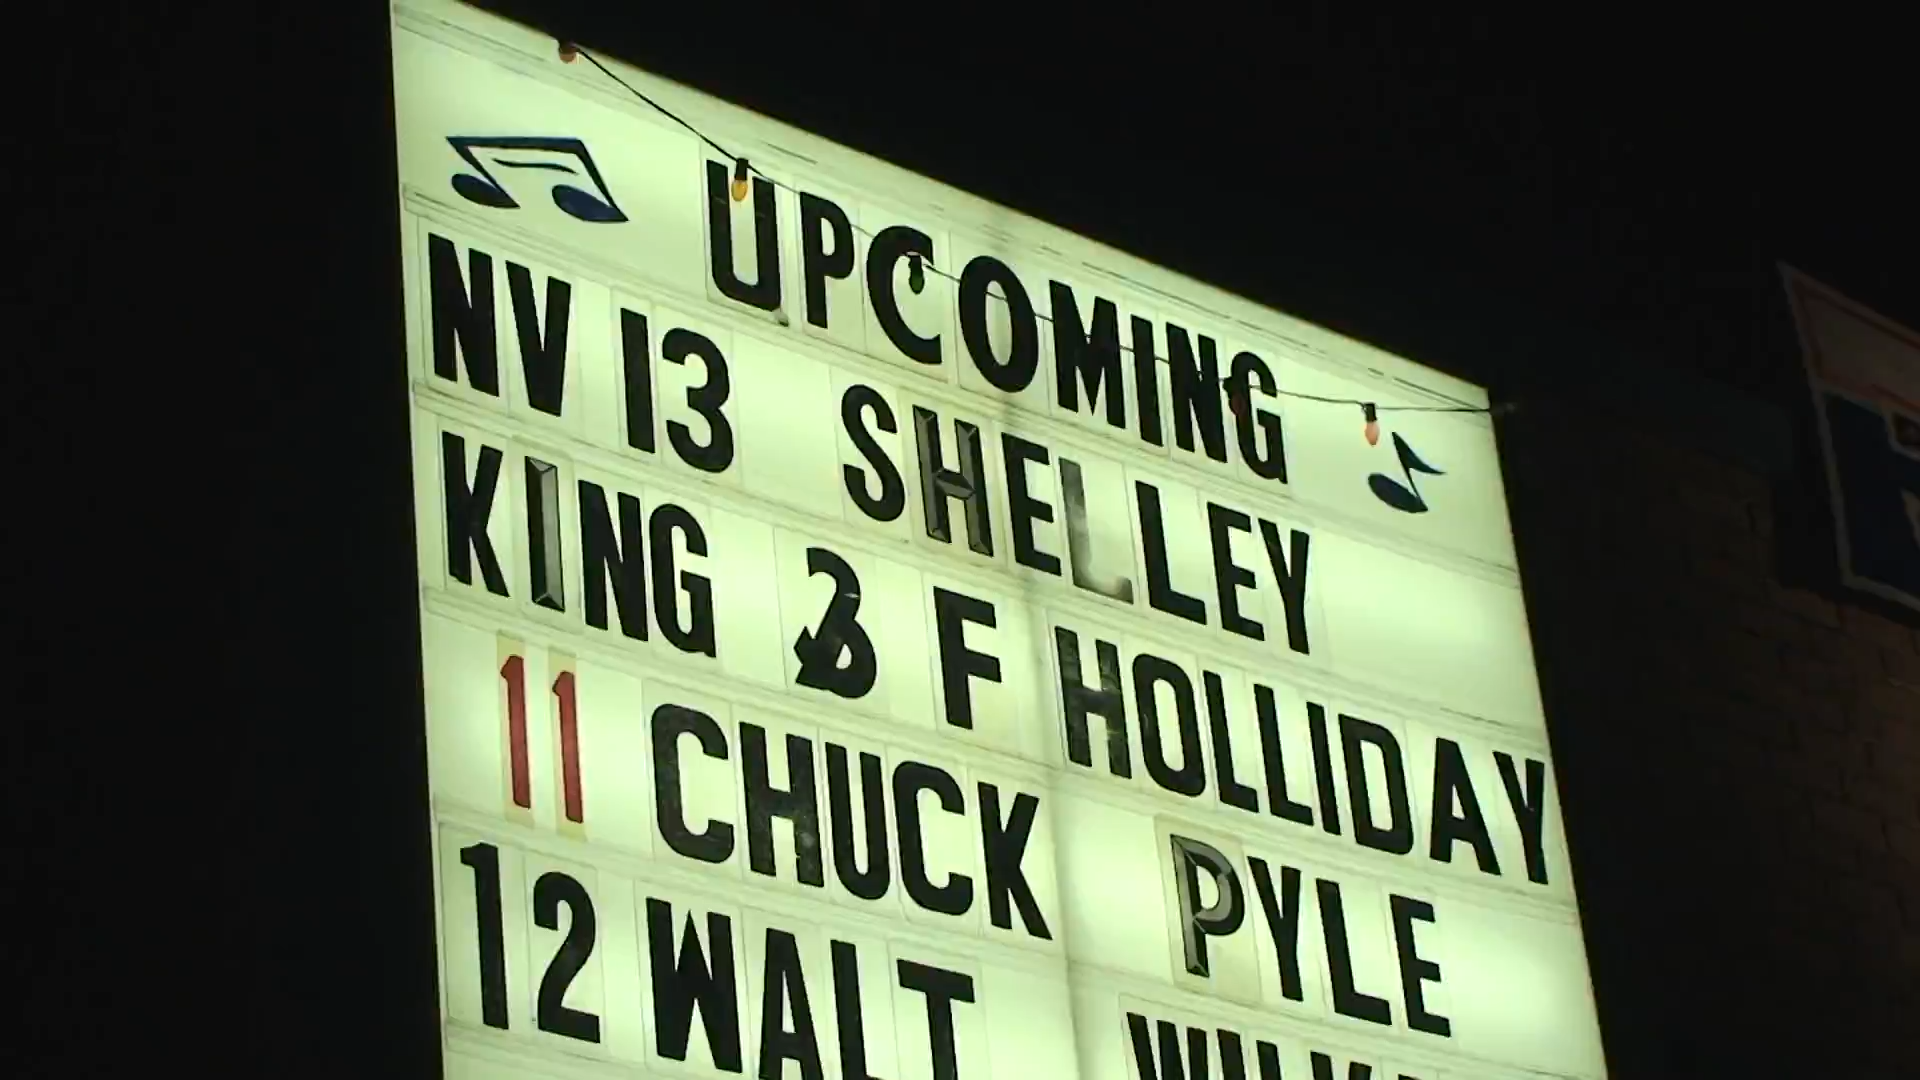 UPCOMING
NV 13 SHELLEY
KING & F HOLLIDAY
11 CHUCK PYLE
12 WALT